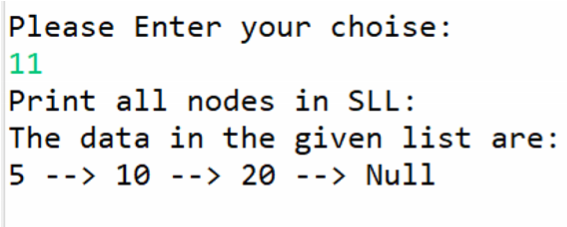 Please Enter your choise:
11
Print all nodes in SLL:
The data in the given list are:
5 --> 10 --> 20 --> Null